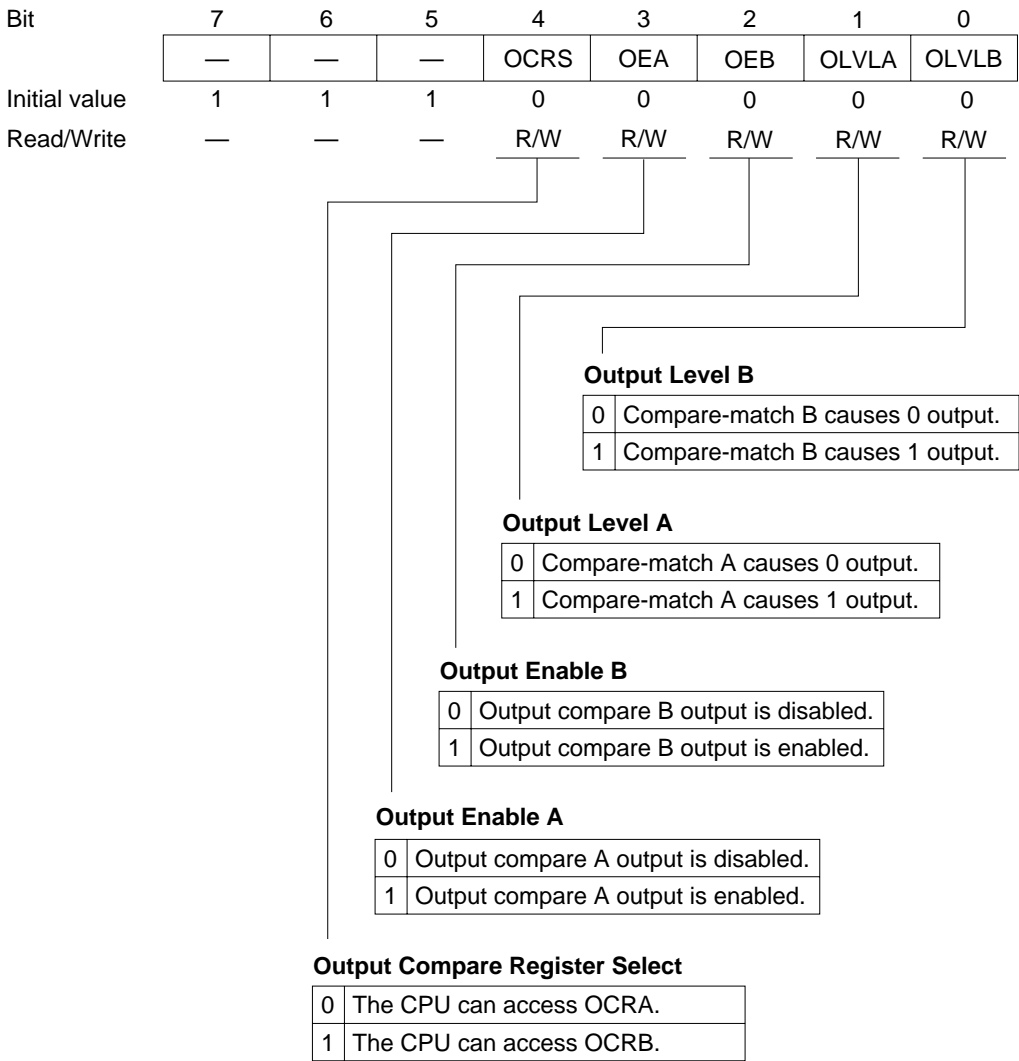 Bit 7 6 5 4 3 2 1 0
— — — OCRS OEA OEB OLVLA OLVLB
Initial value 1 1 1 0 0 0 0 0
Read/Write — — — R/W R/W R/W R/W R/W
Output Level B
0 Compare-match B causes 0 output.
1 Compare-match B causes 1 output.
Output Level A
0 Compare-match A causes 0 output.
1 Compare-match A causes 1 output.
Output Enable B
0 Output compare B output is disabled.
1 Output compare B output is enabled.
Output Enable A
0 Output compare A output is disabled.
1 Output compare A output is enabled.
Output Compare Register Select
0 The CPU can access OCRA.
1 The CPU can access OCRB.